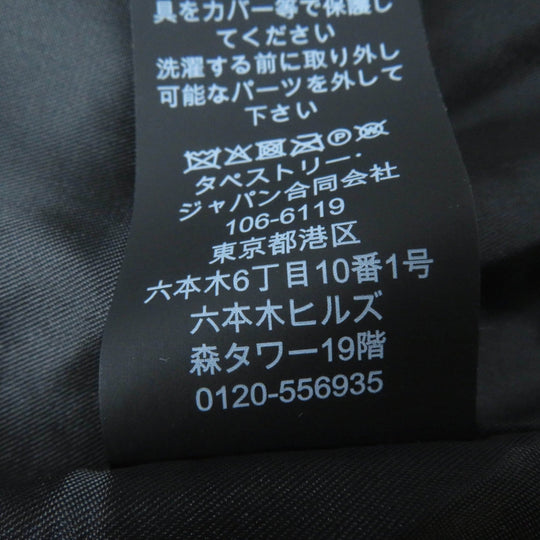 具をカバー等で保護し
てください
洗濯する前に取り外し
可能なパーツを外して
下さい
タペストリー・
ジャパン合同会社
106-6119
東京都港区
六本木6丁目10番1号
六本木ヒルズ
森タワー19階
0120-556935